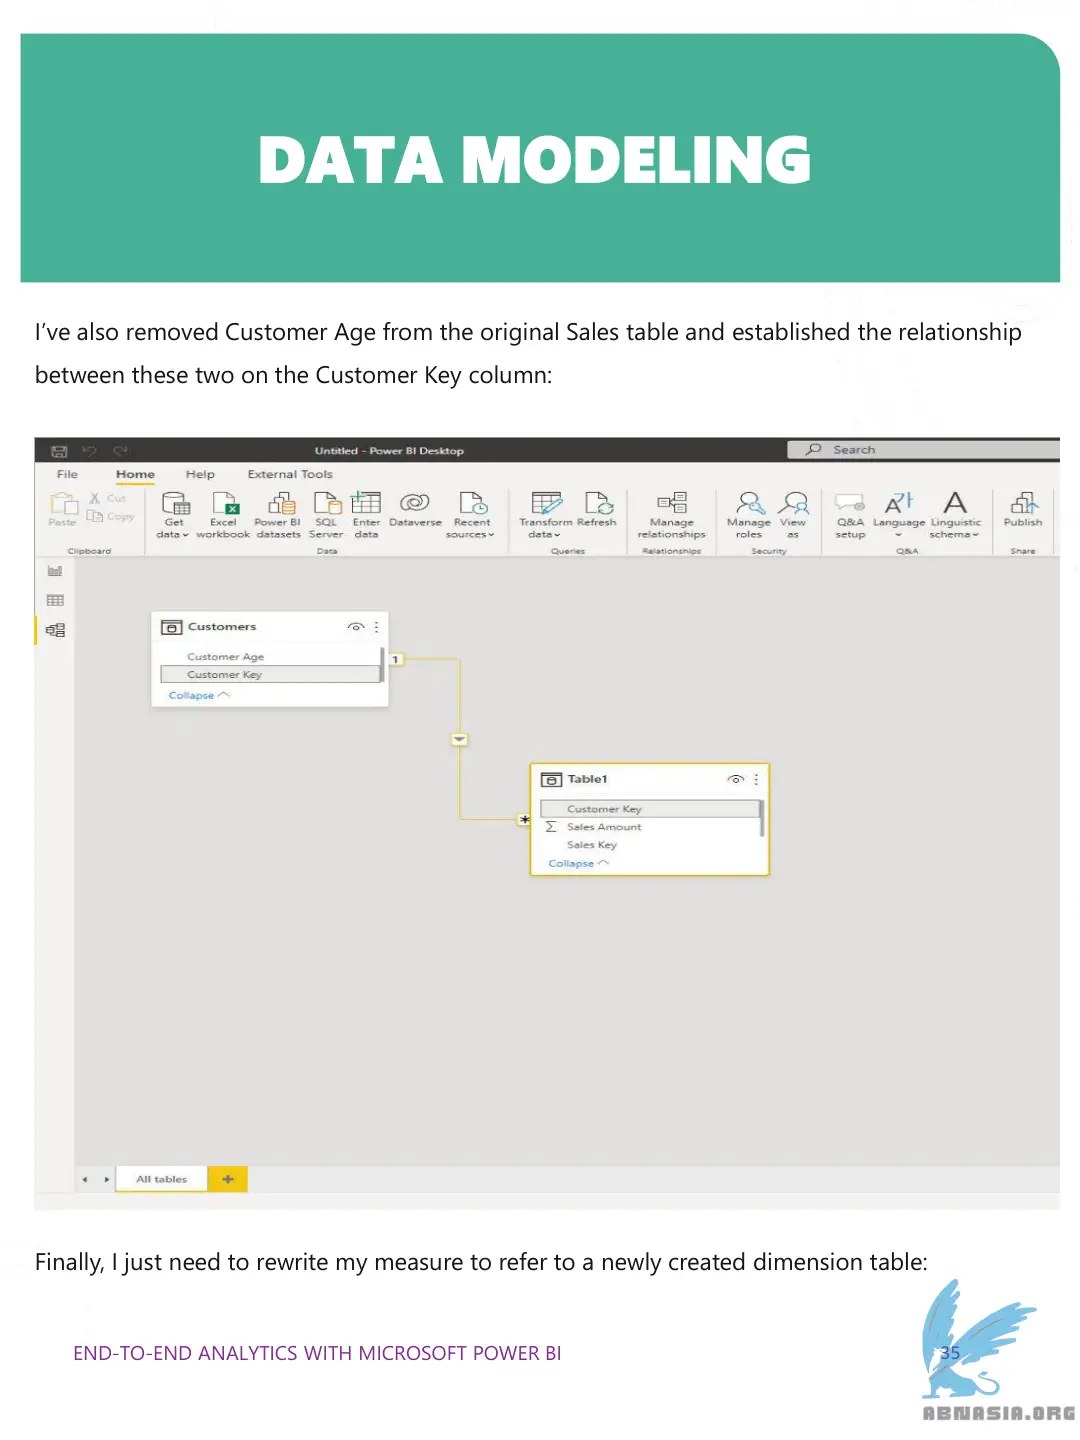 DATA MODELING
I’ve also removed Customer Age from the original Sales table and established the relationship
between these two on the Customer Key column:
Untitled - Power BI Desktop
Search
File Home Help External Tools
Paste
Cut
Copy
Clipboard
Get data
Excel workbook
Power BI datasets
SQL Server
Enter data
Dataverse
Recent sources
Data
Transform data
Refresh
Queries
Manage relationships
Relationships
Manage roles
View as
Security
Q&A setup
Language
Linguistic schema
Q&A
Publish
Share
Customers
Customer Age
Customer Key
Collapse
1
*
Table1
Customer Key
Σ Sales Amount
Sales Key
Collapse
All tables
Finally, I just need to rewrite my measure to refer to a newly created dimension table:
END-TO-END ANALYTICS WITH MICROSOFT POWER BI
35
ABNASIA.ORG